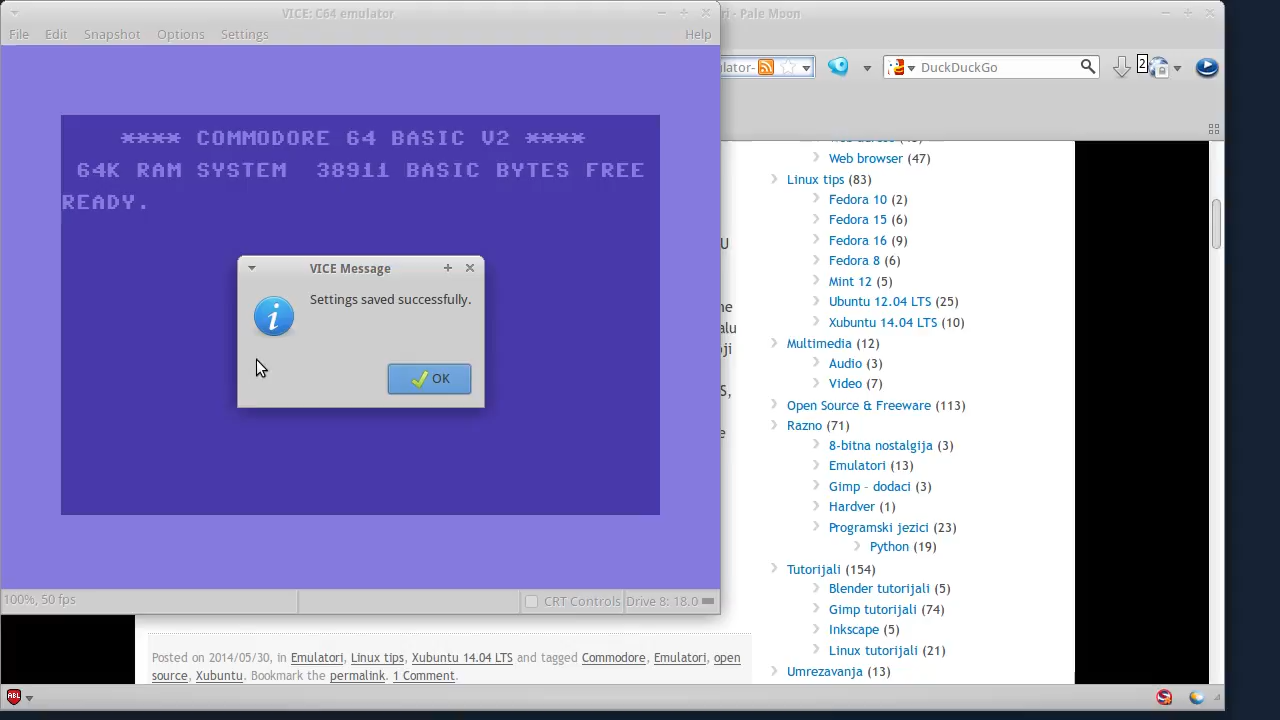 VICE: C64 emulator
ri - Pale Moon
File Edit Snapshot Options Settings Help
ulator-
DuckDuckGo
2
**** COMMODORE 64 BASIC V2 ****
64K RAM SYSTEM  38911 BASIC BYTES FREE
READY.
VICE Message
Settings saved successfully.
OK
100%, 50 fps
CRT Controls
Drive 8: 18.0
Web browser (47)
Linux tips (83)
Fedora 10 (2)
Fedora 15 (6)
Fedora 16 (9)
Fedora 8 (6)
Mint 12 (5)
Ubuntu 12.04 LTS (25)
Xubuntu 14.04 LTS (10)
Multimedia (12)
Audio (3)
Video (7)
Open Source & Freeware (113)
Razno (71)
8-bitna nostalgija (3)
Emulatori (13)
Gimp - dodaci (3)
Hardver (1)
Programski jezici (23)
Python (19)
Tutorijali (154)
Blender tutorijali (5)
Gimp tutorijali (74)
Inkscape (5)
Linux tutorijali (21)
Umrezavanja (13)
Posted on 2014/05/30, in Emulatori, Linux tips, Xubuntu 14.04 LTS and tagged Commodore, Emulatori, open
source, Xubuntu. Bookmark the permalink. 1 Comment.
ABL